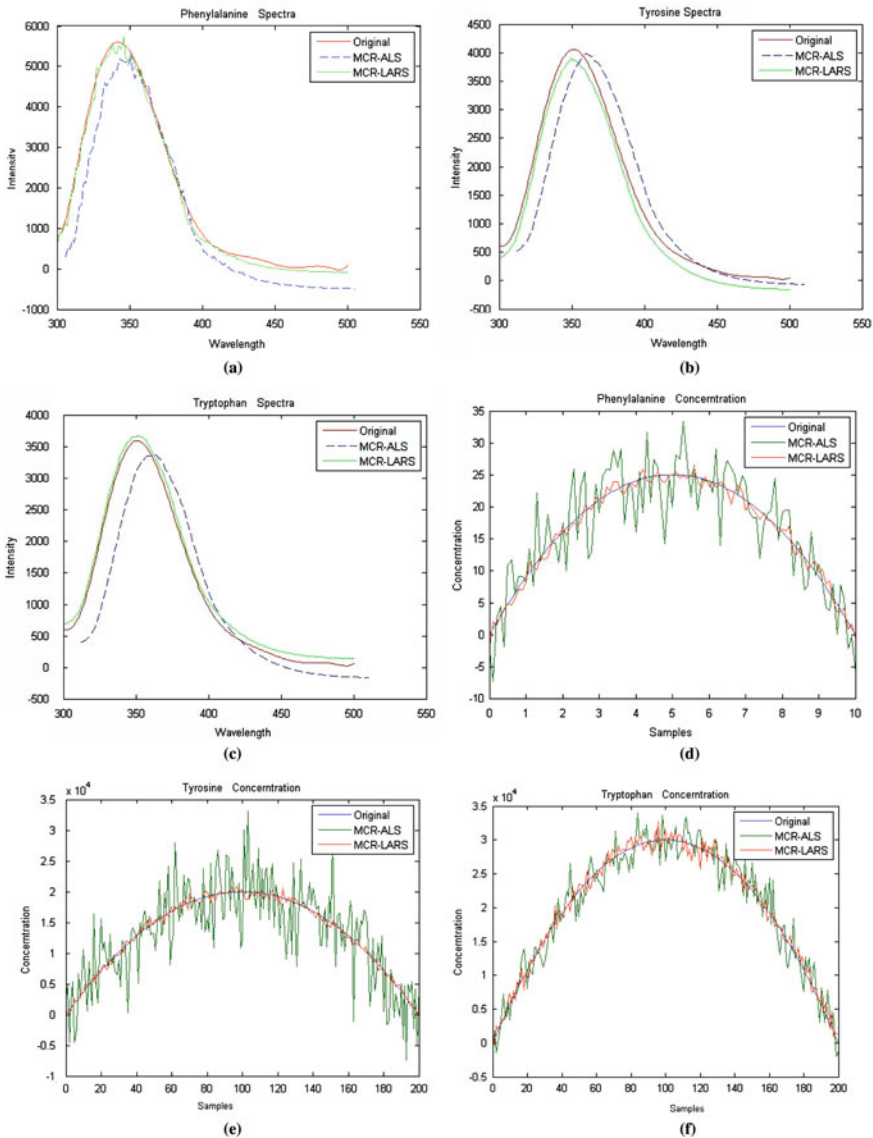 Phenylalanine Spectra
6000
5000
4000
3000
2000
1000
0
-1000
Intensity
Original
MCR-ALS
MCR-LARS
300 350 400 450 500 550
Wavelength
(a)
Tyrosine Spectra
4500
4000
3500
3000
2500
2000
1500
1000
500
0
-500
Intensity
Original
MCR-ALS
MCR-LARS
300 350 400 450 500 550
Wavelength
(b)
Tryptophan Spectra
4000
3500
3000
2500
2000
1500
1000
500
0
-500
Intensity
Original
MCR-ALS
MCR-LARS
300 350 400 450 500 550
Wavelength
(c)
Phenylalanine Concerntration
35
30
25
20
15
10
5
0
-5
-10
Concerntration
Original
MCR-ALS
MCR-LARS
0 1 2 3 4 5 6 7 8 9 10
Samples
(d)
x 10^4
Tyrosine Concerntration
3.5
3
2.5
2
1.5
1
0.5
0
-0.5
-1
Concerntration
Original
MCR-ALS
MCR-LARS
0 20 40 60 80 100 120 140 160 180 200
Samples
(e)
x 10^4
Tryptophan Concerntration
3.5
3
2.5
2
1.5
1
0.5
0
-0.5
Concerntration
Original
MCR-ALS
MCR-LARS
0 20 40 60 80 100 120 140 160 180 200
Samples
(f)